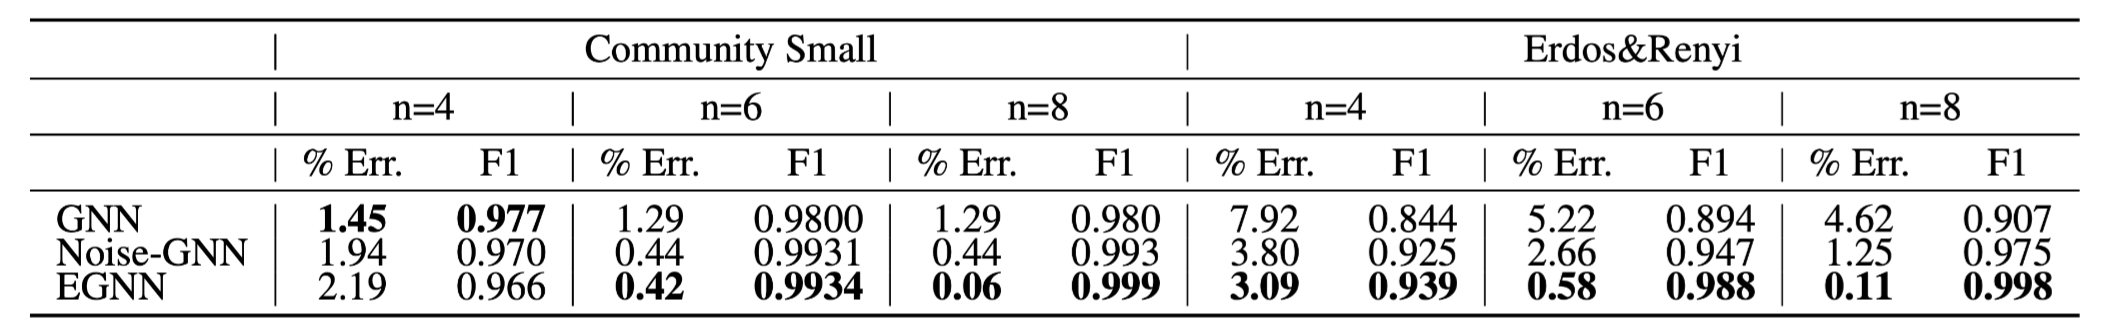 Community Small Erdos&Renyi
n=4 n=6 n=8 n=4 n=6 n=8
% Err. F1 % Err. F1 % Err. F1 % Err. F1 % Err. F1 % Err. F1
GNN 1.45 0.977 1.29 0.9800 1.29 0.980 7.92 0.844 5.22 0.894 4.62 0.907
Noise-GNN 1.94 0.970 0.44 0.9931 0.44 0.993 3.80 0.925 2.66 0.947 1.25 0.975
EGNN 2.19 0.966 0.42 0.9934 0.06 0.999 3.09 0.939 0.58 0.988 0.11 0.998